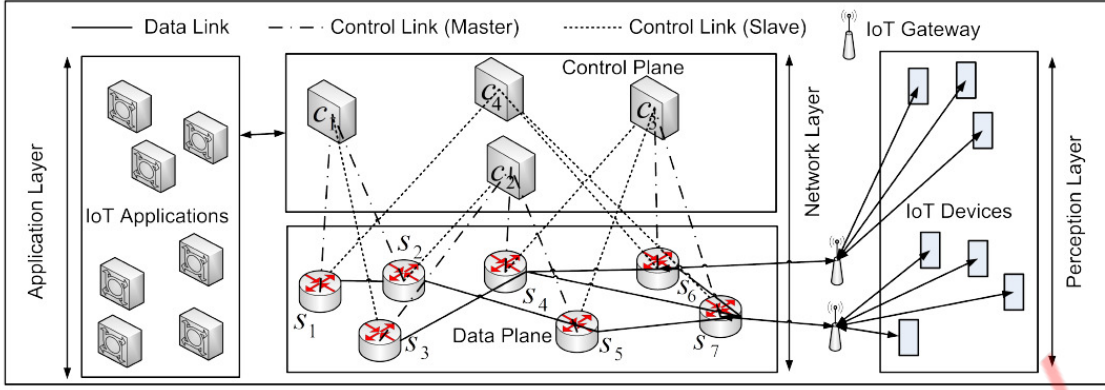 Data Link
Control Link (Master)
Control Link (Slave)
IoT Gateway
Application Layer
IoT Applications
Control Plane
c1
c4
c3
c2
Network Layer
Perception Layer
IoT Devices
s1
s2
s3
s4
s5
s6
s7
Data Plane